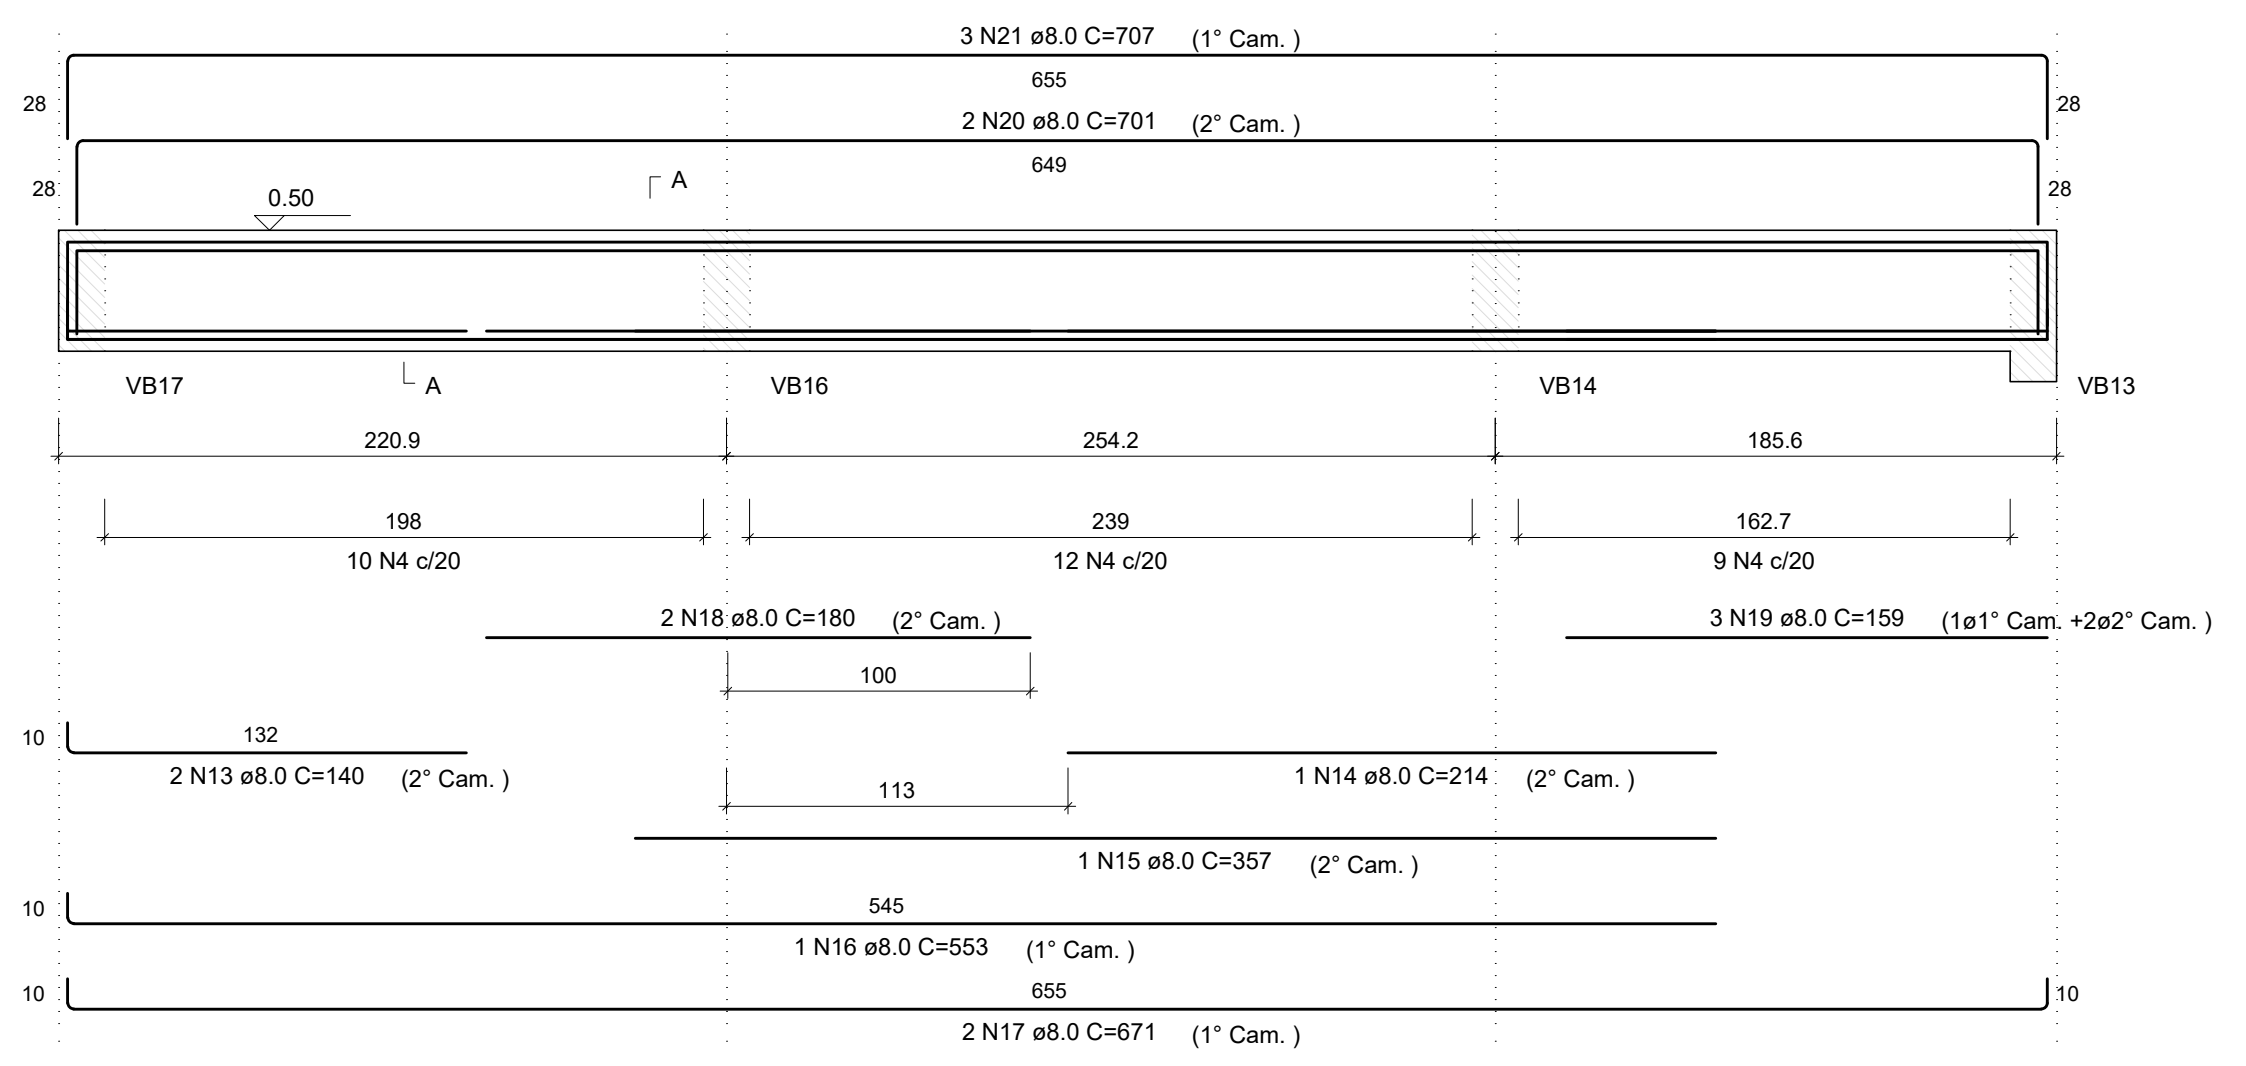 3 N21 ø8.0 C=707 (1° Cam. )
655
28 28
2 N20 ø8.0 C=701 (2° Cam. )
649
28 28
A
0.50
VB17 A VB16 VB14 VB13
220.9 254.2 185.6
198 239 162.7
10 N4 c/20 12 N4 c/20 9 N4 c/20
2 N18 ø8.0 C=180 (2° Cam. ) 3 N19 ø8.0 C=159 (1ø1° Cam. +2ø2° Cam. )
100
10 132
2 N13 ø8.0 C=140 (2° Cam. ) 1 N14 ø8.0 C=214 (2° Cam. )
113
1 N15 ø8.0 C=357 (2° Cam. )
10 545
1 N16 ø8.0 C=553 (1° Cam. )
10 655 10
2 N17 ø8.0 C=671 (1° Cam. )